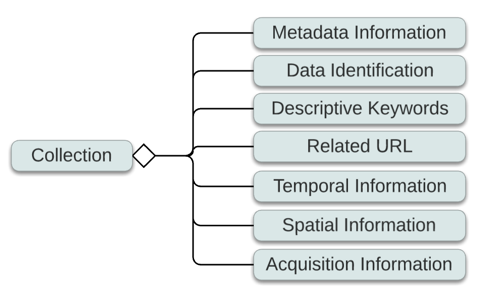 Metadata Information
Data Identification
Descriptive Keywords
Related URL
Collection
Temporal Information
Spatial Information
Acquisition Information